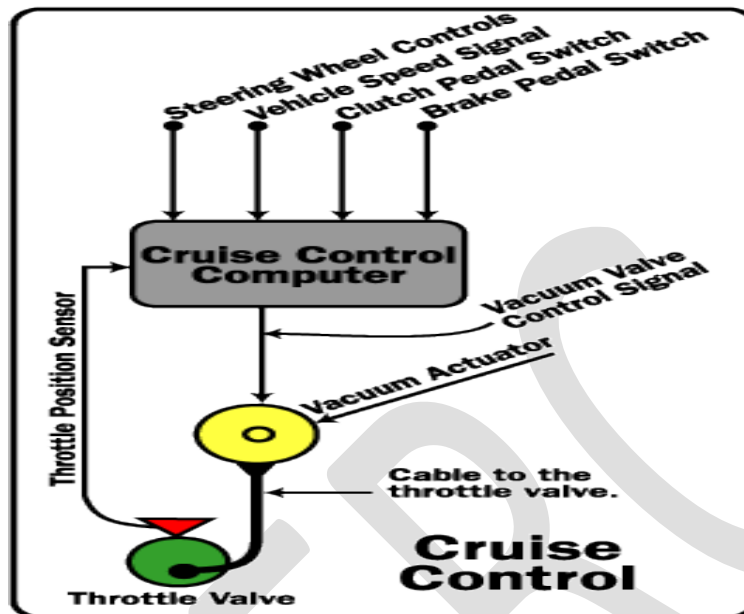 Steering Wheel Controls
Vehicle Speed Signal
Clutch Pedal Switch
Brake Pedal Switch
Cruise Control
Computer
Vacuum Valve
Control Signal
Throttle Position Sensor
Vacuum Actuator
Cable to the
throttle valve.
Cruise
Control
Throttle Valve